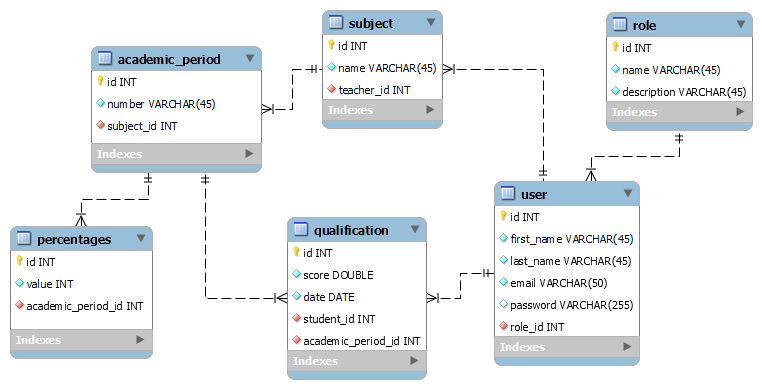 academic_period
id INT
number VARCHAR(45)
subject_id INT
Indexes
subject
id INT
name VARCHAR(45)
teacher_id INT
Indexes
role
id INT
name VARCHAR(45)
description VARCHAR(45)
Indexes
percentages
id INT
value INT
academic_period_id INT
Indexes
qualification
id INT
score DOUBLE
date DATE
student_id INT
academic_period_id INT
Indexes
user
id INT
first_name VARCHAR(45)
last_name VARCHAR(45)
email VARCHAR(50)
password VARCHAR(255)
role_id INT
Indexes